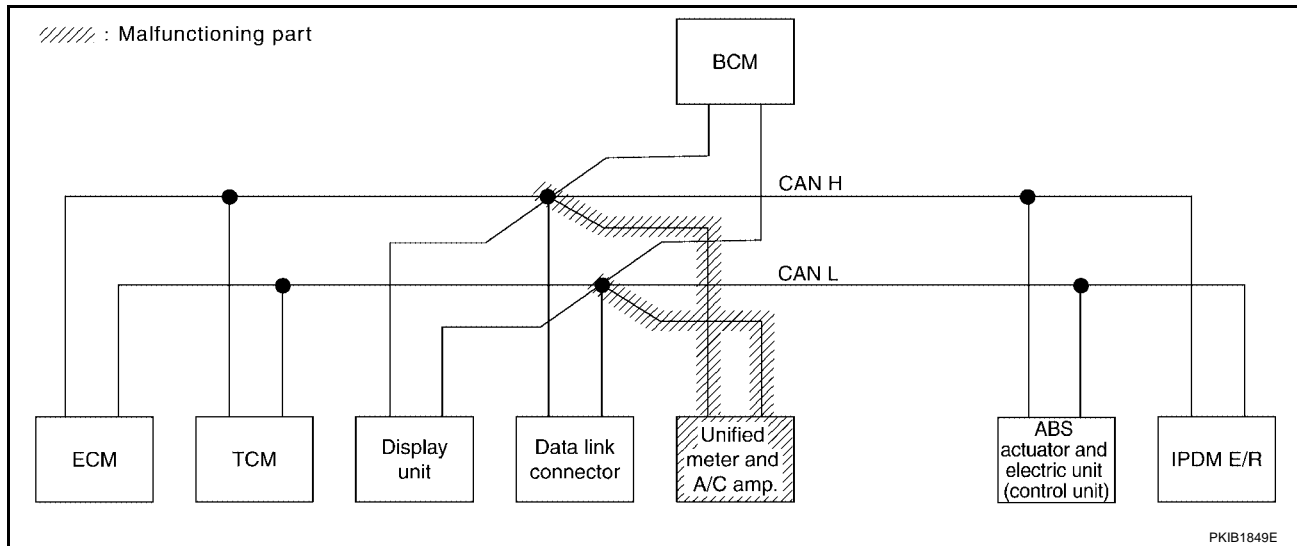 : Malfunctioning part
BCM
CAN H
CAN L
ECM
TCM
Display
unit
Data link
connector
Unified
meter and
A/C amp.
ABS
actuator and
electric unit
(control unit)
IPDM E/R
PKIB1849E